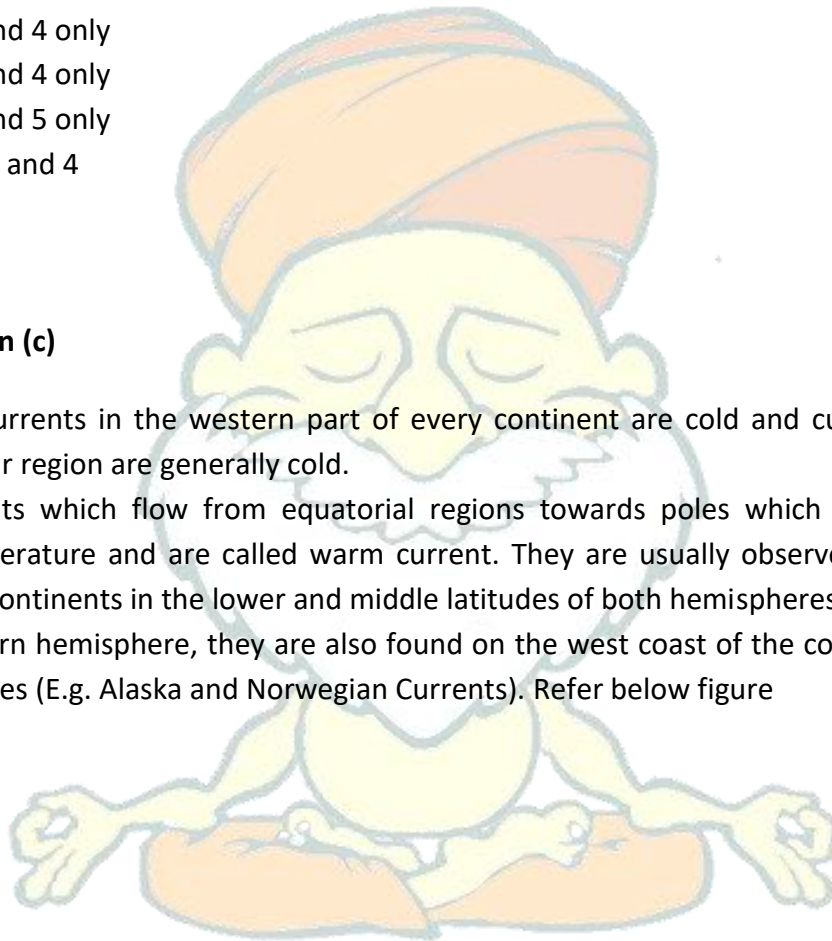 nd 4 only
nd 4 only
nd 5 only
and 4
n (c)
urrents in the western part of every continent are cold and cu
r region are generally cold.
ts which flow from equatorial regions towards poles which
erature and are called warm current. They are usually observe
ontinents in the lower and middle latitudes of both hemispheres
rn hemisphere, they are also found on the west coast of the co
es (E.g. Alaska and Norwegian Currents). Refer below figure